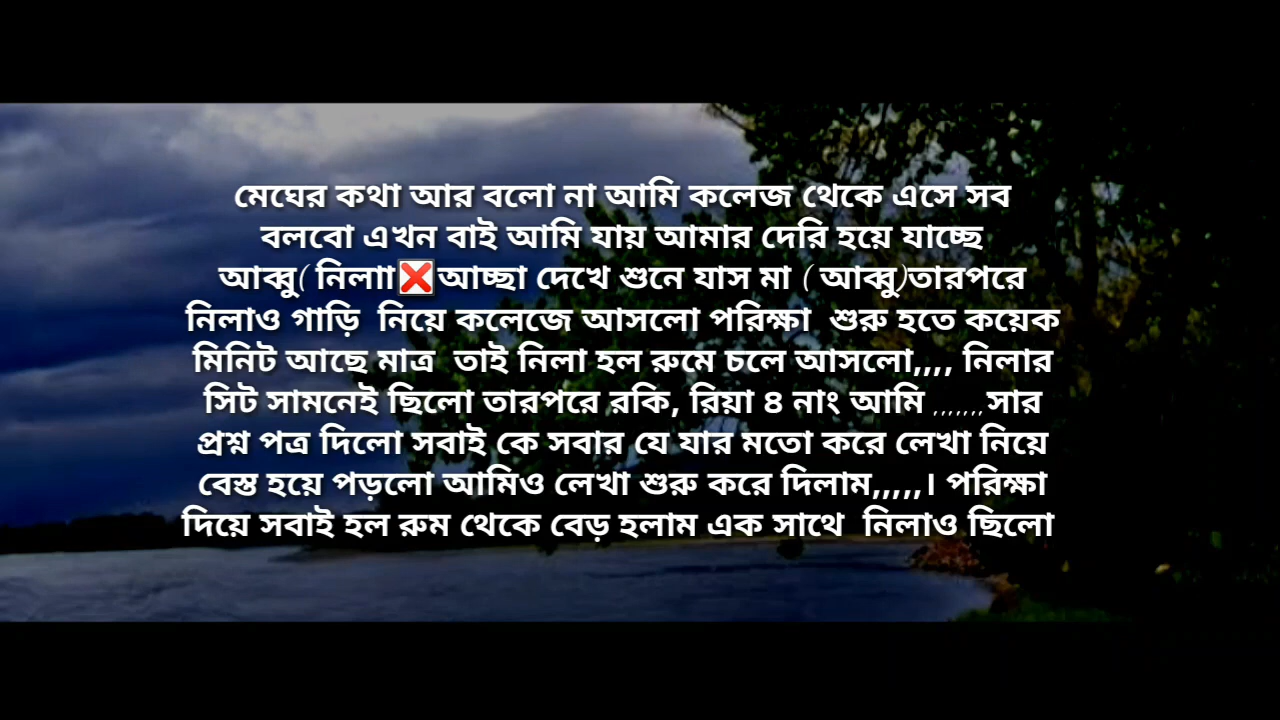 মেঘের কথা আর বলো না আমি কলেজ থেকে এসে সব
বলবো এখন বাই আমি যায় আমার দেরি হয়ে যাচ্ছে
আব্বু( নিলাা❌আচ্ছা দেখে শুনে যাস মা ( আব্বু)তারপরে
নিলাও গাড়ি  নিয়ে কলেজে আসলো পরিক্ষা  শুরু হতে কয়েক
মিনিট আছে মাত্র  তাই নিলা হল রুমে চলে আসলো,,,, নিলার
সিট সামনেই ছিলো তারপরে রকি, রিয়া ৪ নাং আমি ,,,,,,,সার
প্রশ্ন পত্র দিলো সবাই কে সবার যে যার মতো করে লেখা নিয়ে
বেস্ত হয়ে পড়লো আমিও লেখা শুরু করে দিলাম,,,,,। পরিক্ষা
দিয়ে সবাই হল রুম থেকে বেড় হলাম এক সাথে  নিলাও ছিলো